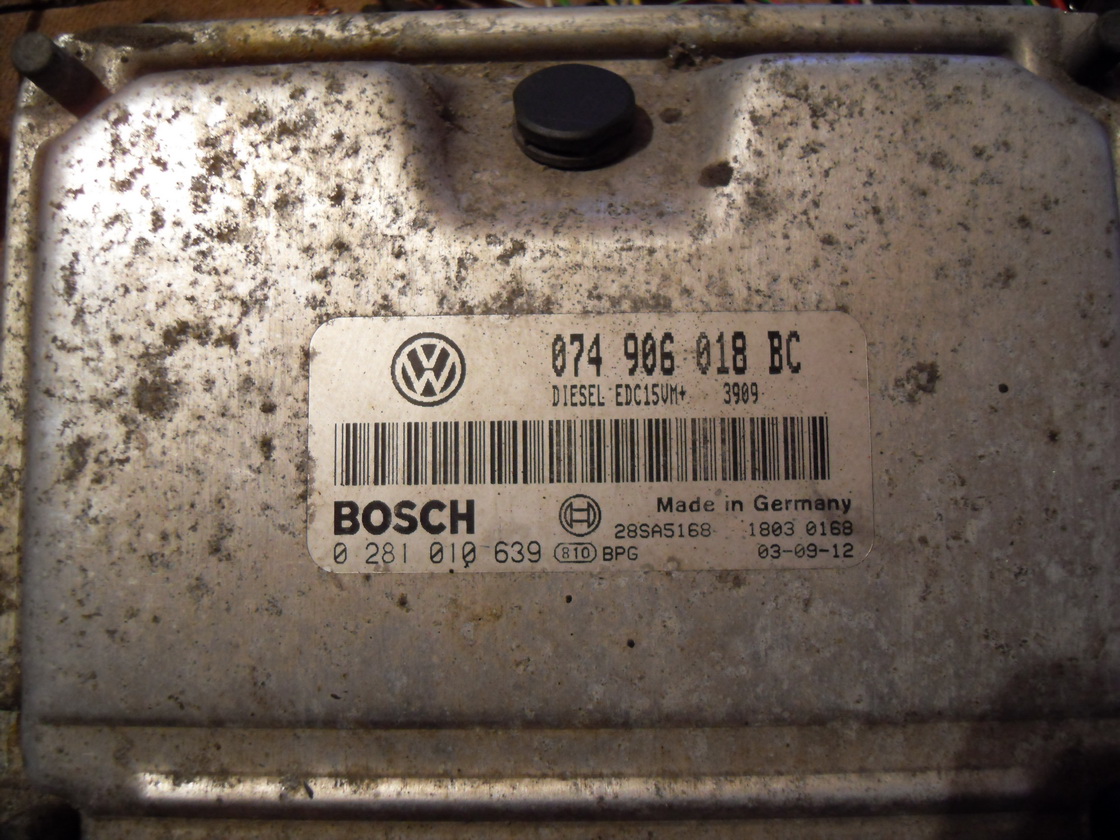 074 906 018 BC
DIESEL EDC15VM+ 3909
BOSCH
Made in Germany
28SA5168 1803 0168
0 281 010 639 810 BPG 03-09-12